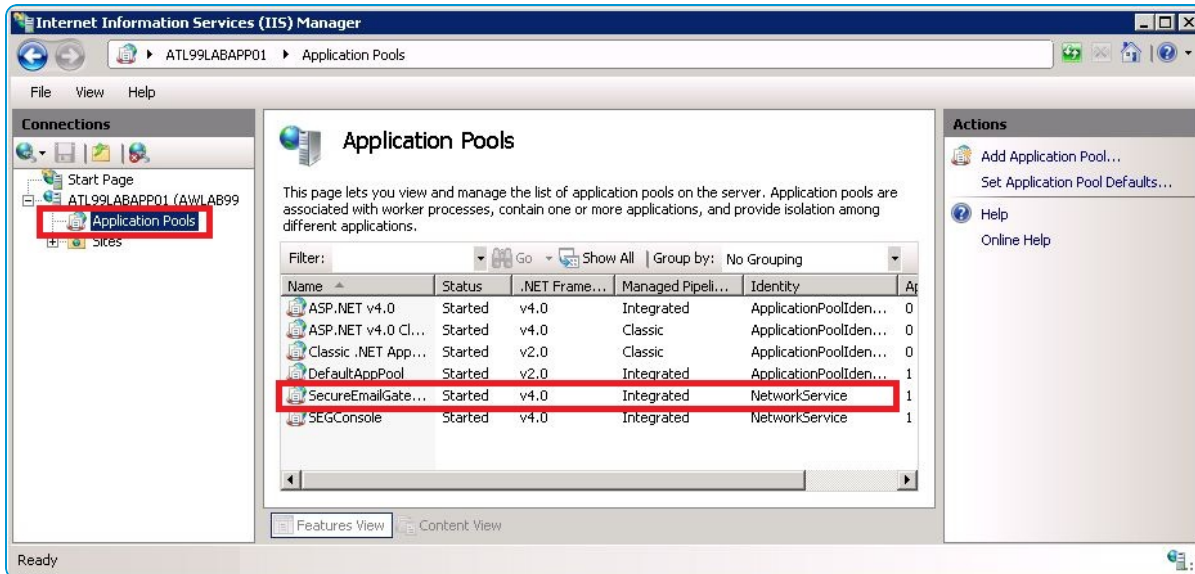 Internet Information Services (IIS) Manager
ATL99LABAPP01 Application Pools
File View Help
Connections
Start Page
ATL99LABAPP01 (AWLAB99
Application Pools
Sites
Application Pools
This page lets you view and manage the list of application pools on the server. Application pools are
associated with worker processes, contain one or more applications, and provide isolation among
different applications.
Filter: Go Show All Group by: No Grouping
Name Status .NET Frame... Managed Pipeli... Identity Ap
ASP.NET v4.0 Started v4.0 Integrated ApplicationPoolIden... 0
ASP.NET v4.0 Cl... Started v4.0 Classic ApplicationPoolIden... 0
Classic .NET App... Started v2.0 Classic ApplicationPoolIden... 0
DefaultAppPool Started v2.0 Integrated ApplicationPoolIden... 1
SecureEmailGate... Started v4.0 Integrated NetworkService 1
SEGConsole Started v4.0 Integrated NetworkService 1
Features View Content View
Actions
Add Application Pool...
Set Application Pool Defaults...
Help
Online Help
Ready